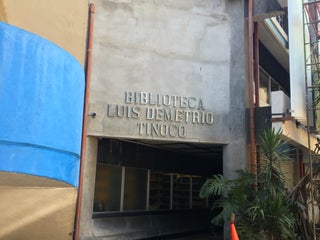 BIBLIOTECA
LUIS DEMETRIO
TINOCO